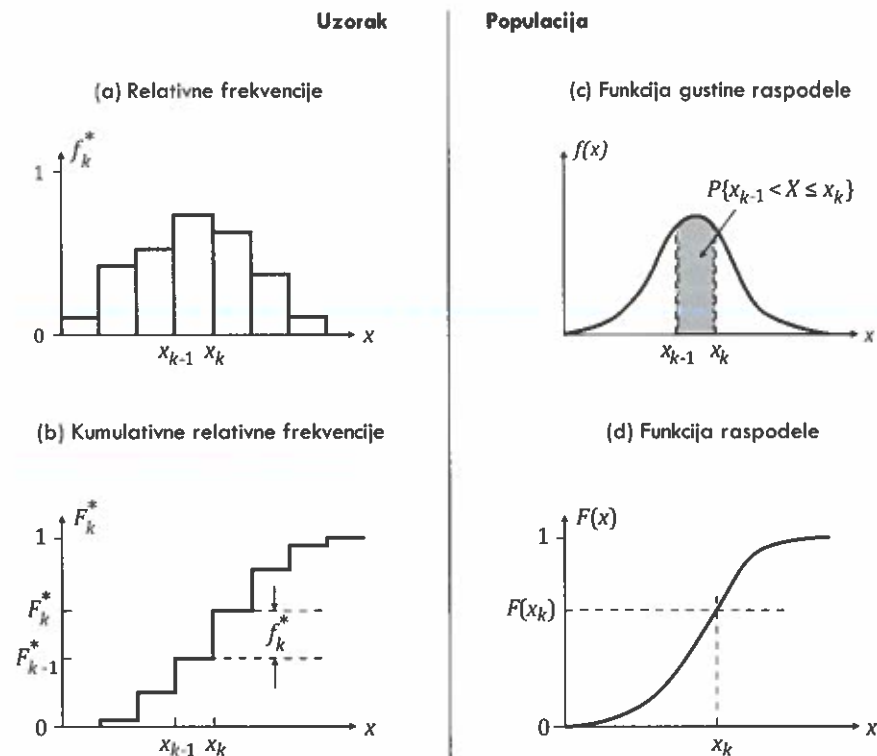 Uzorak
Populacija
(a) Relativne frekvencije
f*k
1
0
xk-1 xk
x
(c) Funkcija gustine raspodele
f(x)
P{xk-1 < X ≤ xk}
0
xk-1 xk
x
(b) Kumulativne relativne frekvencije
F*k
1
F*k
F*k-1
f*k
0
xk-1 xk
x
(d) Funkcija raspodele
F(x)
1
F(xk)
0
xk
x